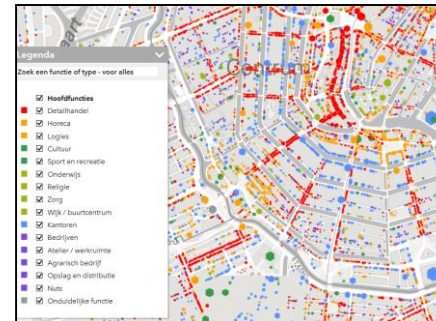 Centrum
Legenda
Zoek een functie of type - voor alles
Hoofdfuncties
Detailhandel
Horeca
Logies
Cultuur
Sport en recreatie
Onderwijs
Religie
Zorg
Wijk / buurtcentrum
Kantoren
Bedrijven
Atelier / werkruimte
Agrarisch bedrijf
Opslag en distributie
Nuts
Onduidelijke functie